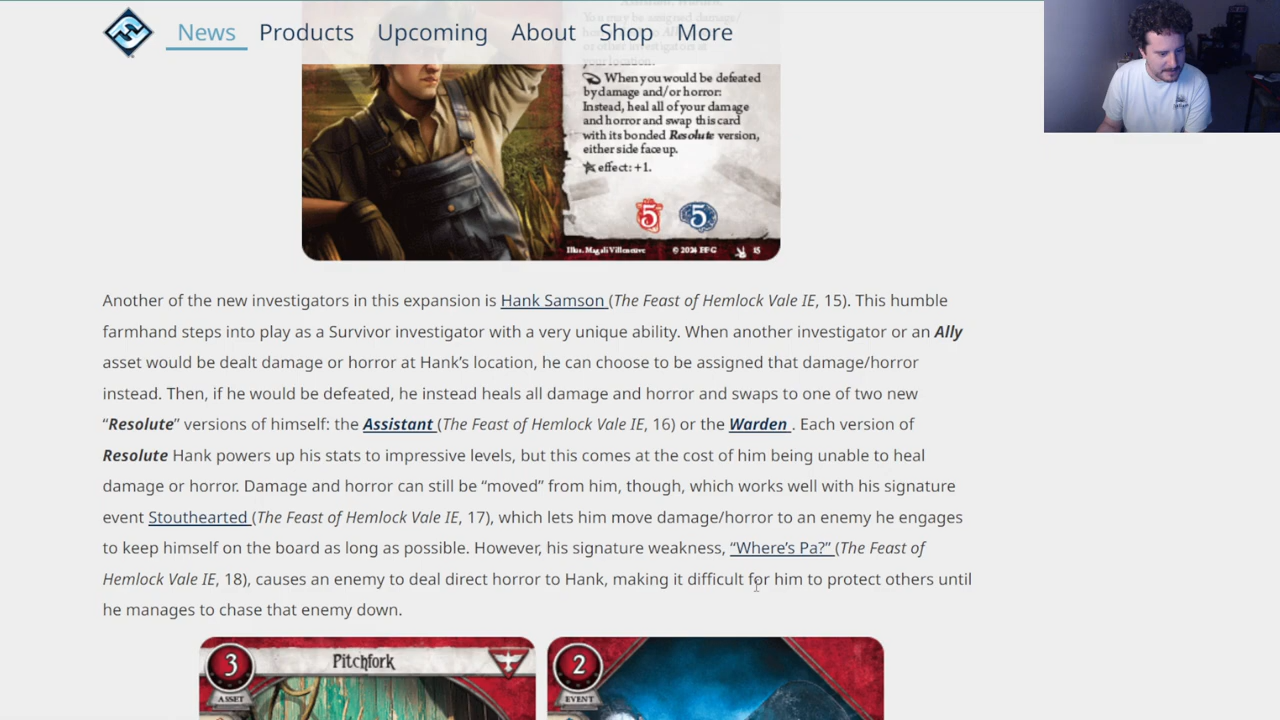 News Products Upcoming About Shop More
When you would be defeated
by damage and/or horror:
Instead, heal all of your damage
and horror and swap this card
with its bonded Resolute version,
either side faceup.
effect: +1.
5 5
Illus. Magali Villeneuve © 2024 FFG 15
Another of the new investigators in this expansion is Hank Samson (The Feast of Hemlock Vale IE, 15). This humble
farmhand steps into play as a Survivor investigator with a very unique ability. When another investigator or an Ally
asset would be dealt damage or horror at Hank’s location, he can choose to be assigned that damage/horror
instead. Then, if he would be defeated, he instead heals all damage and horror and swaps to one of two new
“Resolute” versions of himself: the Assistant (The Feast of Hemlock Vale IE, 16) or the Warden . Each version of
Resolute Hank powers up his stats to impressive levels, but this comes at the cost of him being unable to heal
damage or horror. Damage and horror can still be “moved” from him, though, which works well with his signature
event Stouthearted (The Feast of Hemlock Vale IE, 17), which lets him move damage/horror to an enemy he engages
to keep himself on the board as long as possible. However, his signature weakness, “Where’s Pa?” (The Feast of
Hemlock Vale IE, 18), causes an enemy to deal direct horror to Hank, making it difficult for him to protect others until
he manages to chase that enemy down.
3 Pitchfork 2
ASSET EVENT